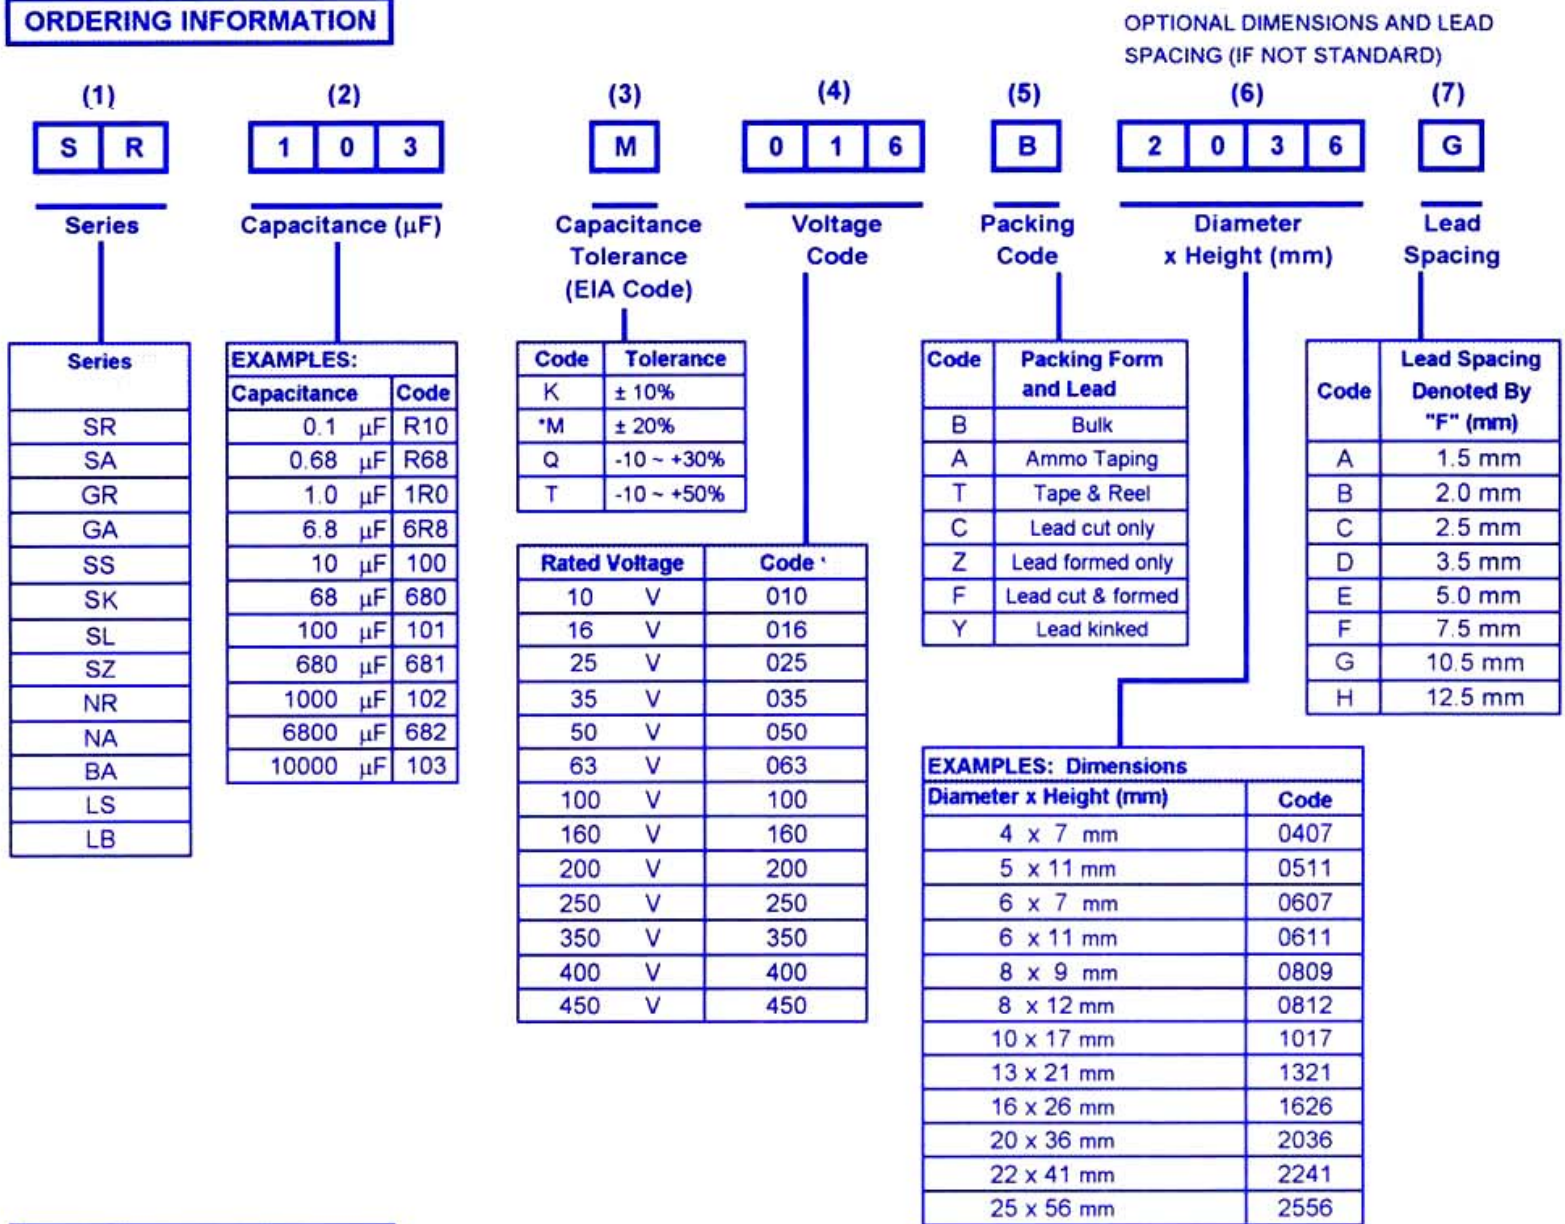 ORDERING INFORMATION
OPTIONAL DIMENSIONS AND LEAD
SPACING (IF NOT STANDARD)
(1) (2) (3) (4) (5) (6) (7)
S R 1 0 3 M 0 1 6 B 2 0 3 6 G
Series
Capacitance (µF)
Capacitance
Tolerance
(EIA Code)
Voltage
Code
Packing
Code
Diameter
x Height (mm)
Lead
Spacing
Series
SR
SA
GR
GA
SS
SK
SL
SZ
NR
NA
BA
LS
LB
EXAMPLES:
Capacitance Code
0.1 µF R10
0.68 µF R68
1.0 µF 1R0
6.8 µF 6R8
10 µF 100
68 µF 680
100 µF 101
680 µF 681
1000 µF 102
6800 µF 682
10000 µF 103
Code Tolerance
K ± 10%
*M ± 20%
Q -10 ~ +30%
T -10 ~ +50%
Rated Voltage Code
10 V 010
16 V 016
25 V 025
35 V 035
50 V 050
63 V 063
100 V 100
160 V 160
200 V 200
250 V 250
350 V 350
400 V 400
450 V 450
Code Packing Form
and Lead
B Bulk
A Ammo Taping
T Tape & Reel
C Lead cut only
Z Lead formed only
F Lead cut & formed
Y Lead kinked
Code Lead Spacing
Denoted By
"F" (mm)
A 1.5 mm
B 2.0 mm
C 2.5 mm
D 3.5 mm
E 5.0 mm
F 7.5 mm
G 10.5 mm
H 12.5 mm
EXAMPLES: Dimensions
Diameter x Height (mm) Code
4 x 7 mm 0407
5 x 11 mm 0511
6 x 7 mm 0607
6 x 11 mm 0611
8 x 9 mm 0809
8 x 12 mm 0812
10 x 17 mm 1017
13 x 21 mm 1321
16 x 26 mm 1626
20 x 36 mm 2036
22 x 41 mm 2241
25 x 56 mm 2556